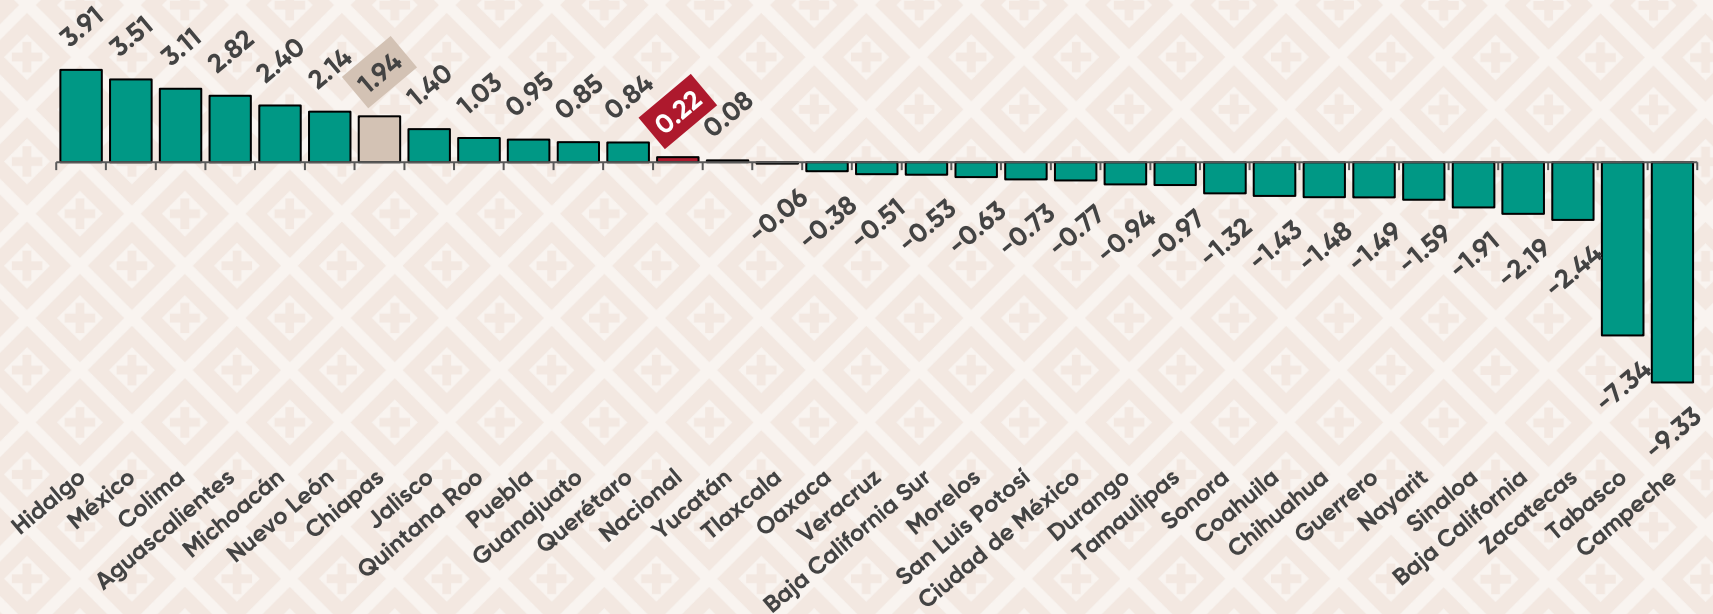 3.91
3.51
3.11
2.82
2.40
2.14
1.94
1.40
1.03
0.95
0.85
0.84
0.22
0.08
-0.06
-0.38
-0.51
-0.53
-0.63
-0.73
-0.77
-0.94
-0.97
-1.32
-1.43
-1.48
-1.49
-1.59
-1.91
-2.19
-2.44
-7.34
-9.33
Hidalgo
México
Colima
Aguascalientes
Michoacán
Nuevo León
Chiapas
Jalisco
Quintana Roo
Puebla
Guanajuato
Querétaro
Nacional
Yucatán
Tlaxcala
Oaxaca
Veracruz
Baja California Sur
Morelos
San Luis Potosí
Ciudad de México
Durango
Tamaulipas
Sonora
Coahuila
Chihuahua
Guerrero
Nayarit
Sinaloa
Baja California
Zacatecas
Tabasco
Campeche